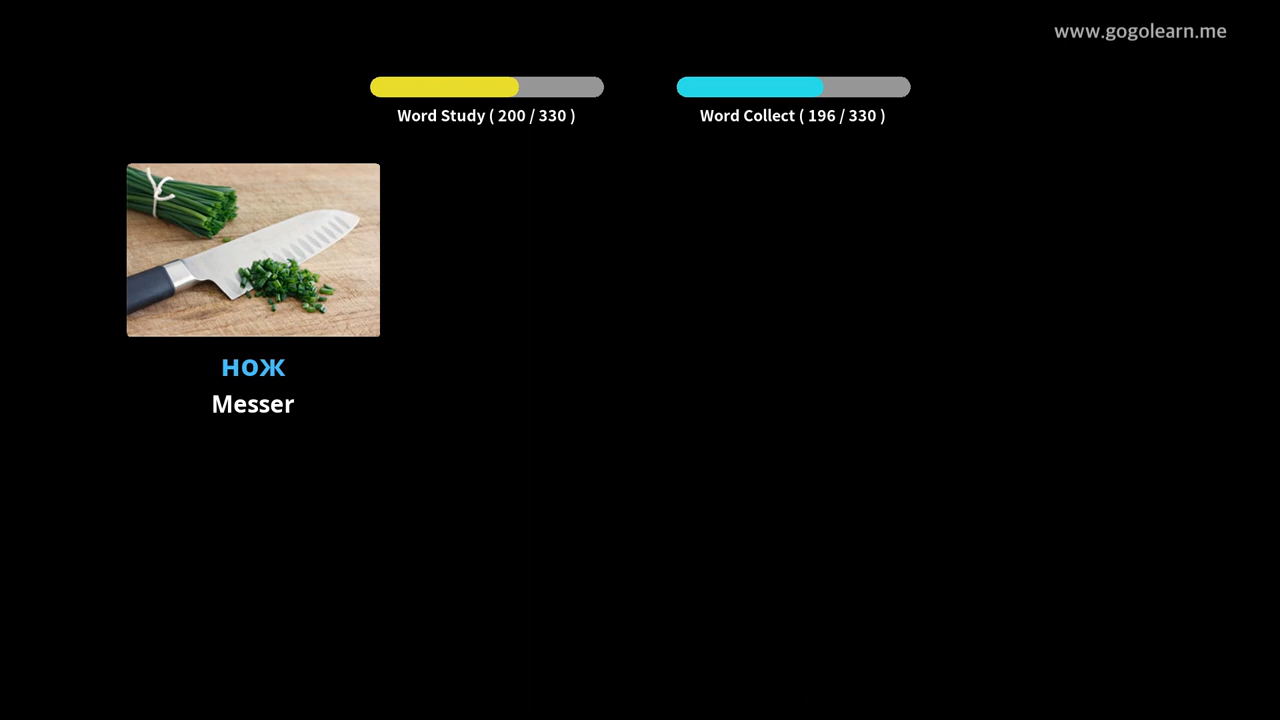 www.gogolearn.me
Word Study ( 200 / 330 )
Word Collect ( 196 / 330 )
нож
Messer